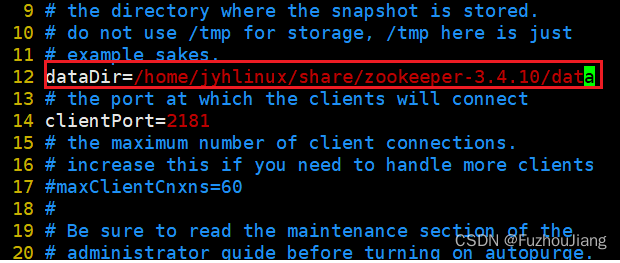 9 # the directory where the snapshot is stored.
10 # do not use /tmp for storage, /tmp here is just
11 # example sakes.
12 dataDir=/home/jyhlinux/share/zookeeper-3.4.10/data
13 # the port at which the clients will connect
14 clientPort=2181
15 # the maximum number of client connections.
16 # increase this if you need to handle more clients
17 #maxClientCnxns=60
18 #
19 # Be sure to read the maintenance section of the
20 # administrator guide before turning on autopurge.
CSDN @FuzhouJiang